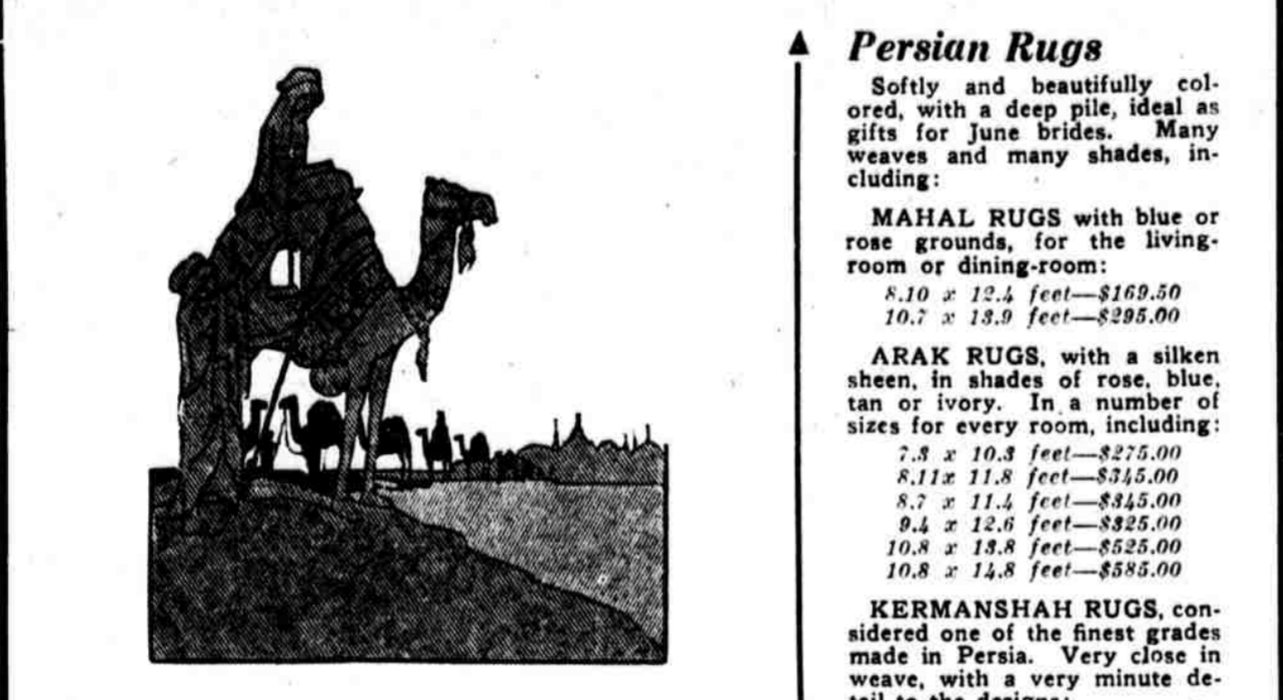 Persian Rugs
Softly and beautifully col-
ored, with a deep pile, ideal as
gifts for June brides. Many
weaves and many shades, in-
cluding:
MAHAL RUGS with blue or
rose grounds, for the living-
room or dining-room:
8.10 x 12.4 feet—$169.50
10.7 x 13.9 feet—$295.00
ARAK RUGS, with a silken
sheen, in shades of rose, blue,
tan or ivory. In a number of
sizes for every room, including:
7.3 x 10.3 feet—$275.00
8.11x 11.8 feet—$345.00
8.7 x 11.4 feet—$345.00
9.4 x 12.6 feet—$325.00
10.8 x 13.8 feet—$525.00
10.8 x 14.8 feet—$585.00
KERMANSHAH RUGS, con-
sidered one of the finest grades
made in Persia. Very close in
weave, with a very minute de-
tail to the designs: